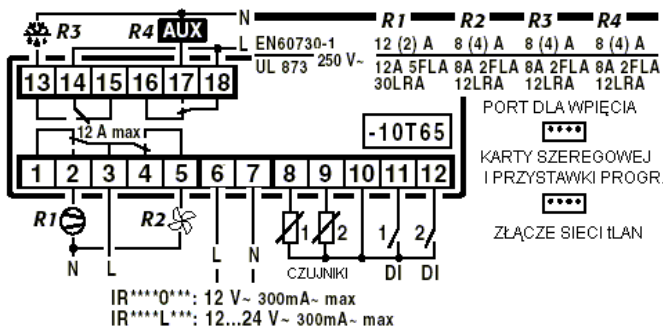 N R1 R2 R3 R4
R3 R4 AUX L EN60730-1 250 V~ 12 (2) A 8 (4) A 8 (4) A 8 (4) A
UL 873 12A 5FLA 8A 2FLA 8A 2FLA 8A 2FLA
30LRA 12LRA 12LRA 12LRA
13 14 15 16 17 18
PORT DLA WPIĘCIA
12 A max
-10T65
KARTY SZEREGOWEJ
I PRZYSTAWKI PROGR.
1 2 3 4 5 6 7 8 9 10 11 12
ZŁĄCZE SIECI tLAN
R1 R2 1 2 1 2
N L L N CZUJNIKI DI DI
IR****0***: 12 V~ 300mA~ max
IR****L***: 12...24 V~ 300mA~ max